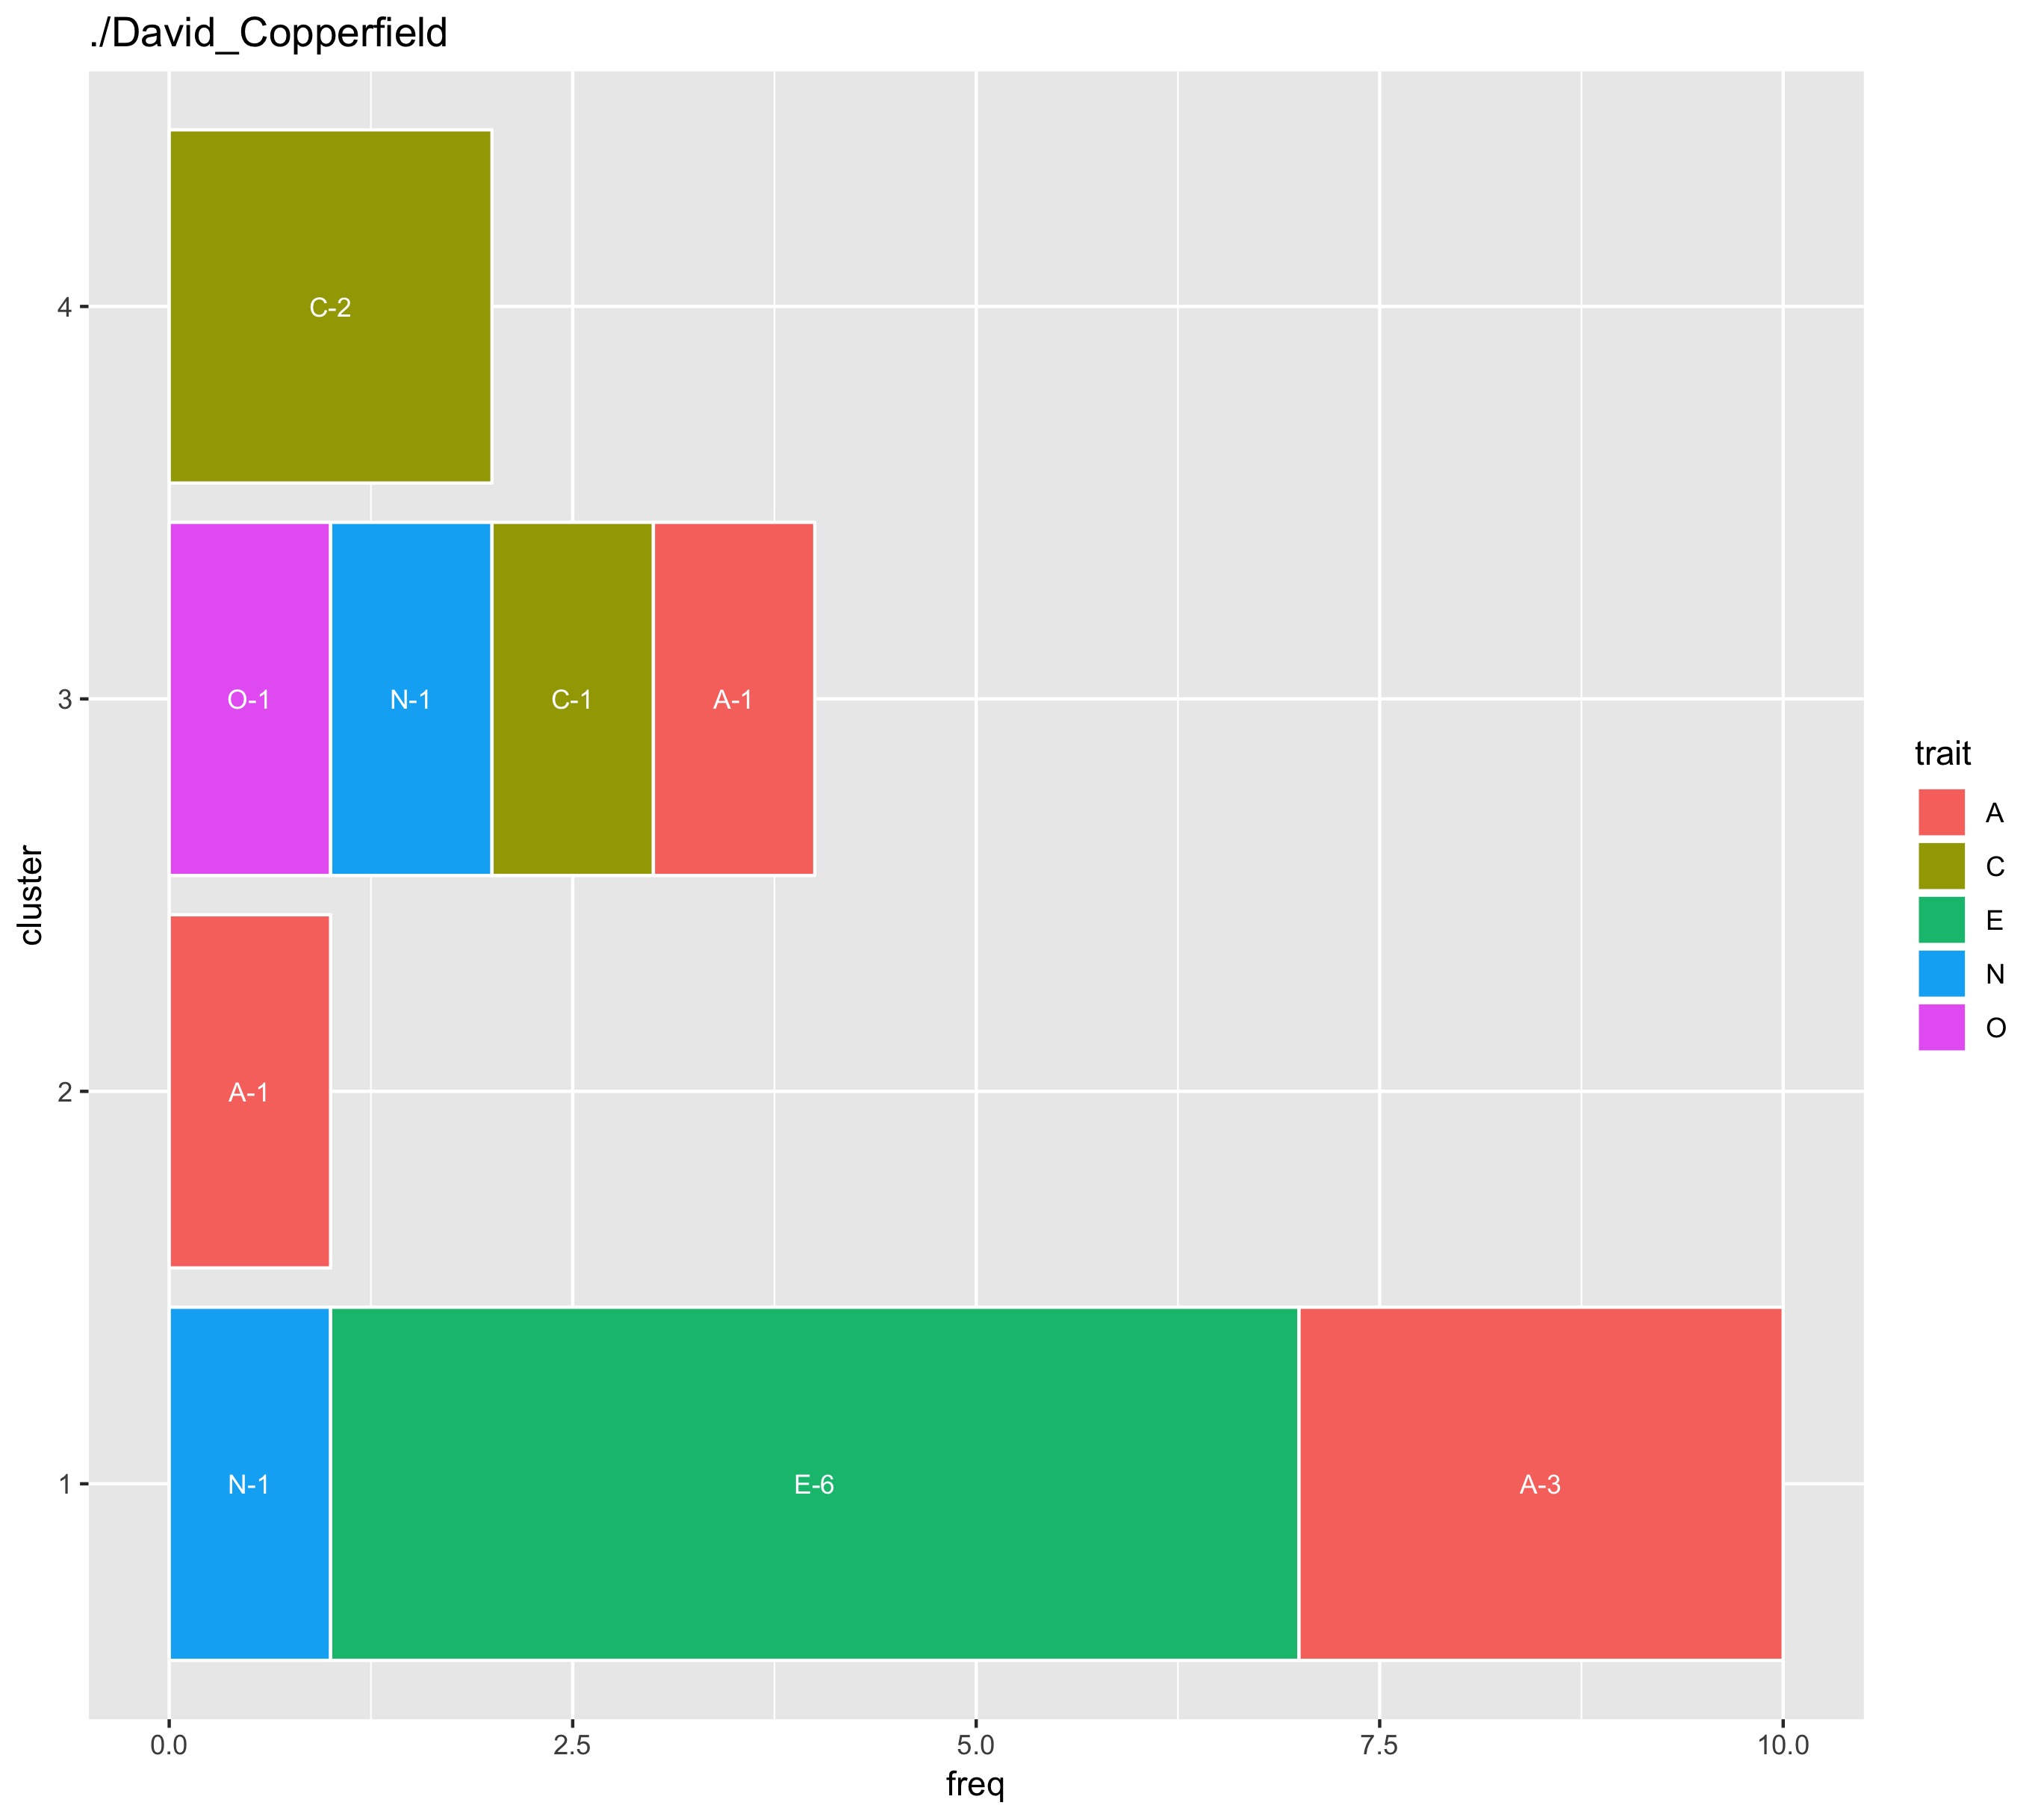 ./David_Copperfield
4
C-2
3
O-1 N-1 C-1 A-1
2
A-1
1
N-1 E-6 A-3
0.0 2.5 5.0 7.5 10.0
freq
cluster
trait
A
C
E
N
O